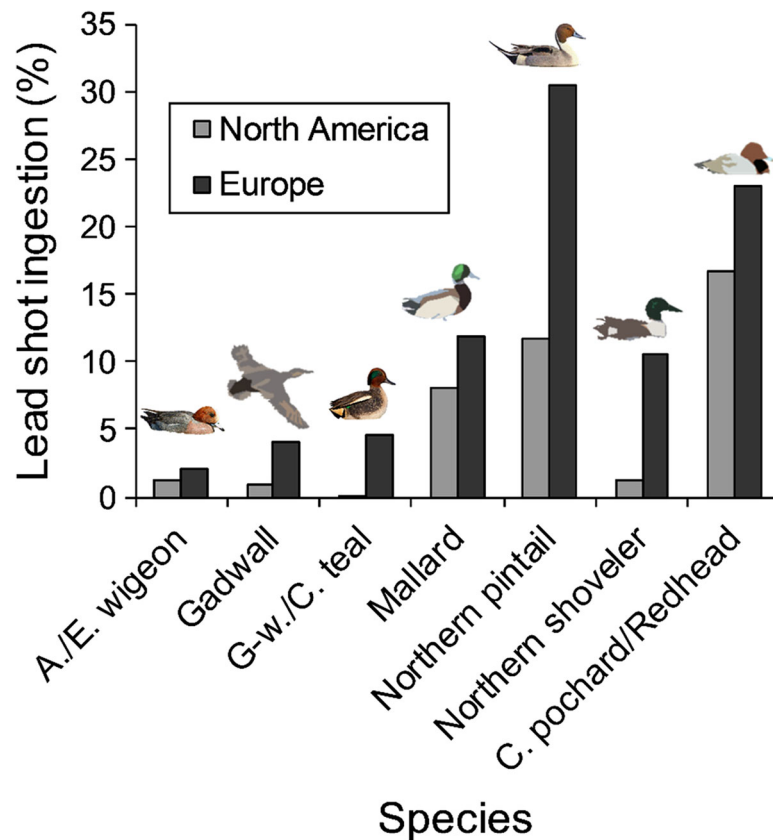 35
30
25
20
15
10
5
0
Lead shot ingestion (%)
North America
Europe
A./E. wigeon
Gadwall
G-w./C. teal
Mallard
Northern pintail
Northern shoveler
C. pochard/Redhead
Species